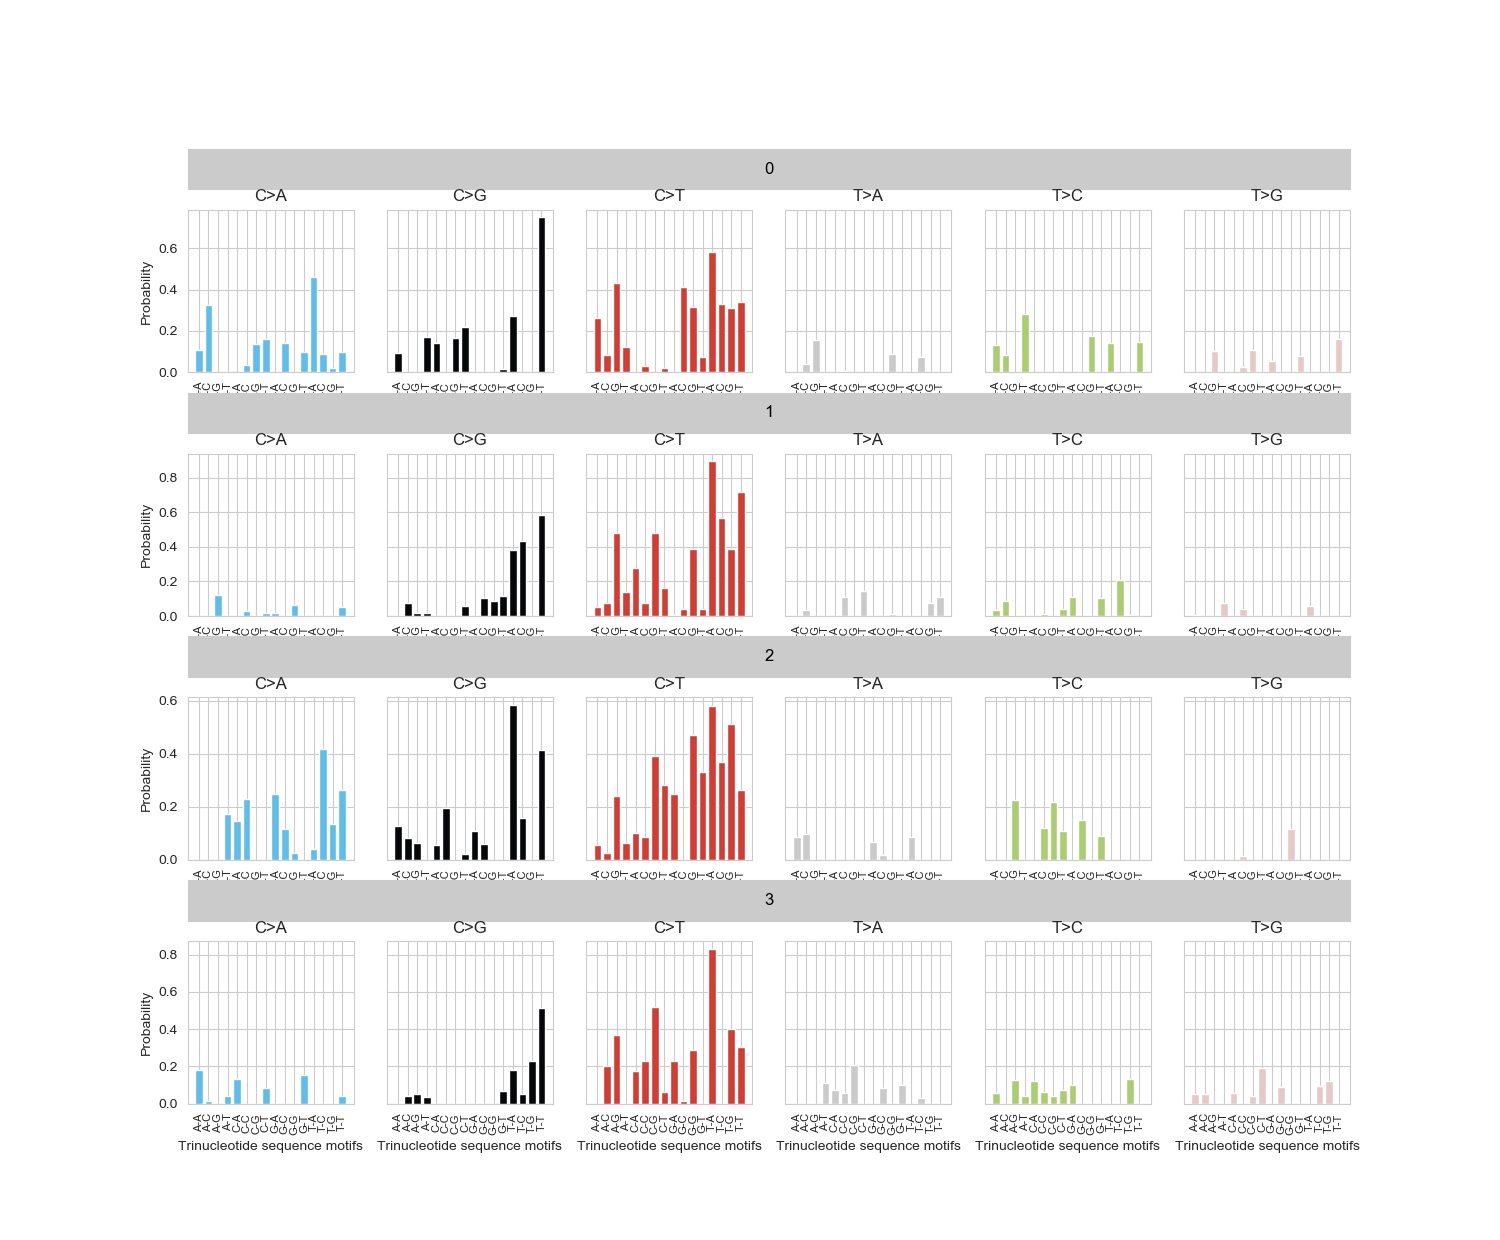 0
C>A C>G C>T T>A T>C T>G
0.6
0.4
0.2
0.0
Probability
1
C>A C>G C>T T>A T>C T>G
0.8
0.6
0.4
0.2
0.0
Probability
2
C>A C>G C>T T>A T>C T>G
0.6
0.4
0.2
0.0
Probability
3
C>A C>G C>T T>A T>C T>G
0.8
0.6
0.4
0.2
0.0
Probability
A-A A-C A-G A-T C-A C-C C-G C-T G-A G-C G-G G-T T-A T-C T-G T-T
A-A A-C A-G A-T C-A C-C C-G C-T G-A G-C G-G G-T T-A T-C T-G T-T
A-A A-C A-G A-T C-A C-C C-G C-T G-A G-C G-G G-T T-A T-C T-G T-T
A-A A-C A-G A-T C-A C-C C-G C-T G-A G-C G-G G-T T-A T-C T-G T-T
A-A A-C A-G A-T C-A C-C C-G C-T G-A G-C G-G G-T T-A T-C T-G T-T
A-A A-C A-G A-T C-A C-C C-G C-T G-A G-C G-G G-T T-A T-C T-G T-T
Trinucleotide sequence motifs Trinucleotide sequence motifs Trinucleotide sequence motifs Trinucleotide sequence motifs Trinucleotide sequence motifs Trinucleotide sequence motifs